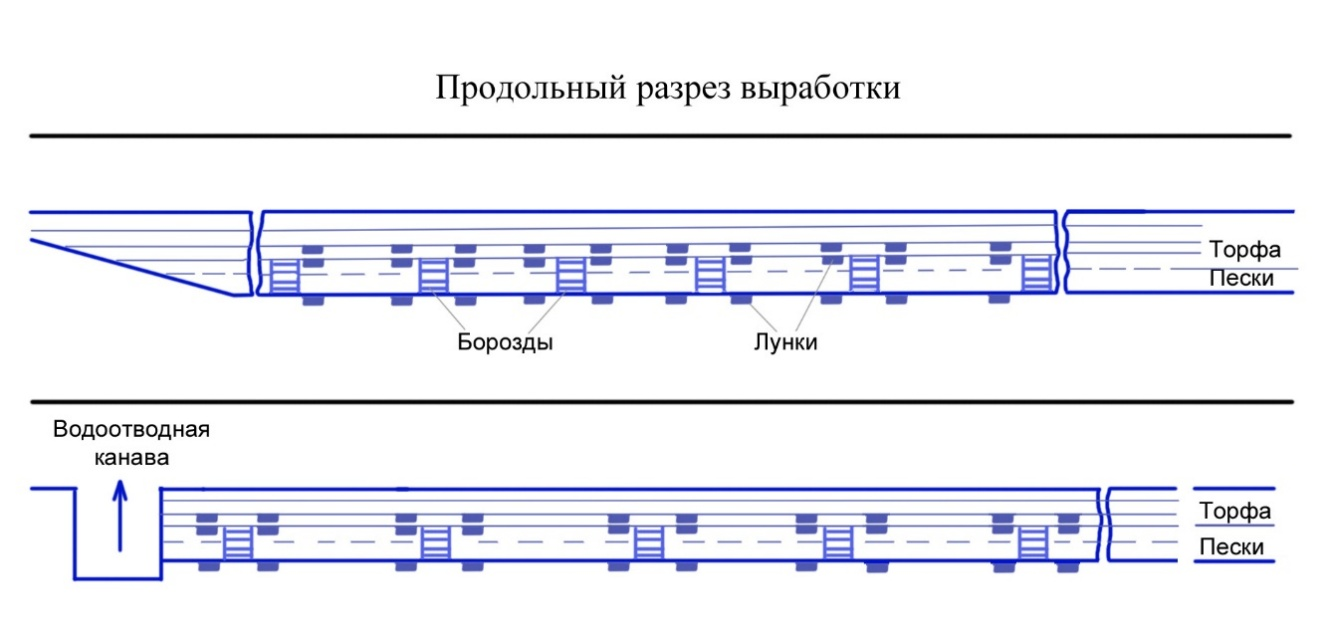 Продольный разрез выработки
Торфа
Пески
Борозды
Лунки
Водоотводная
канава
Торфа
Пески